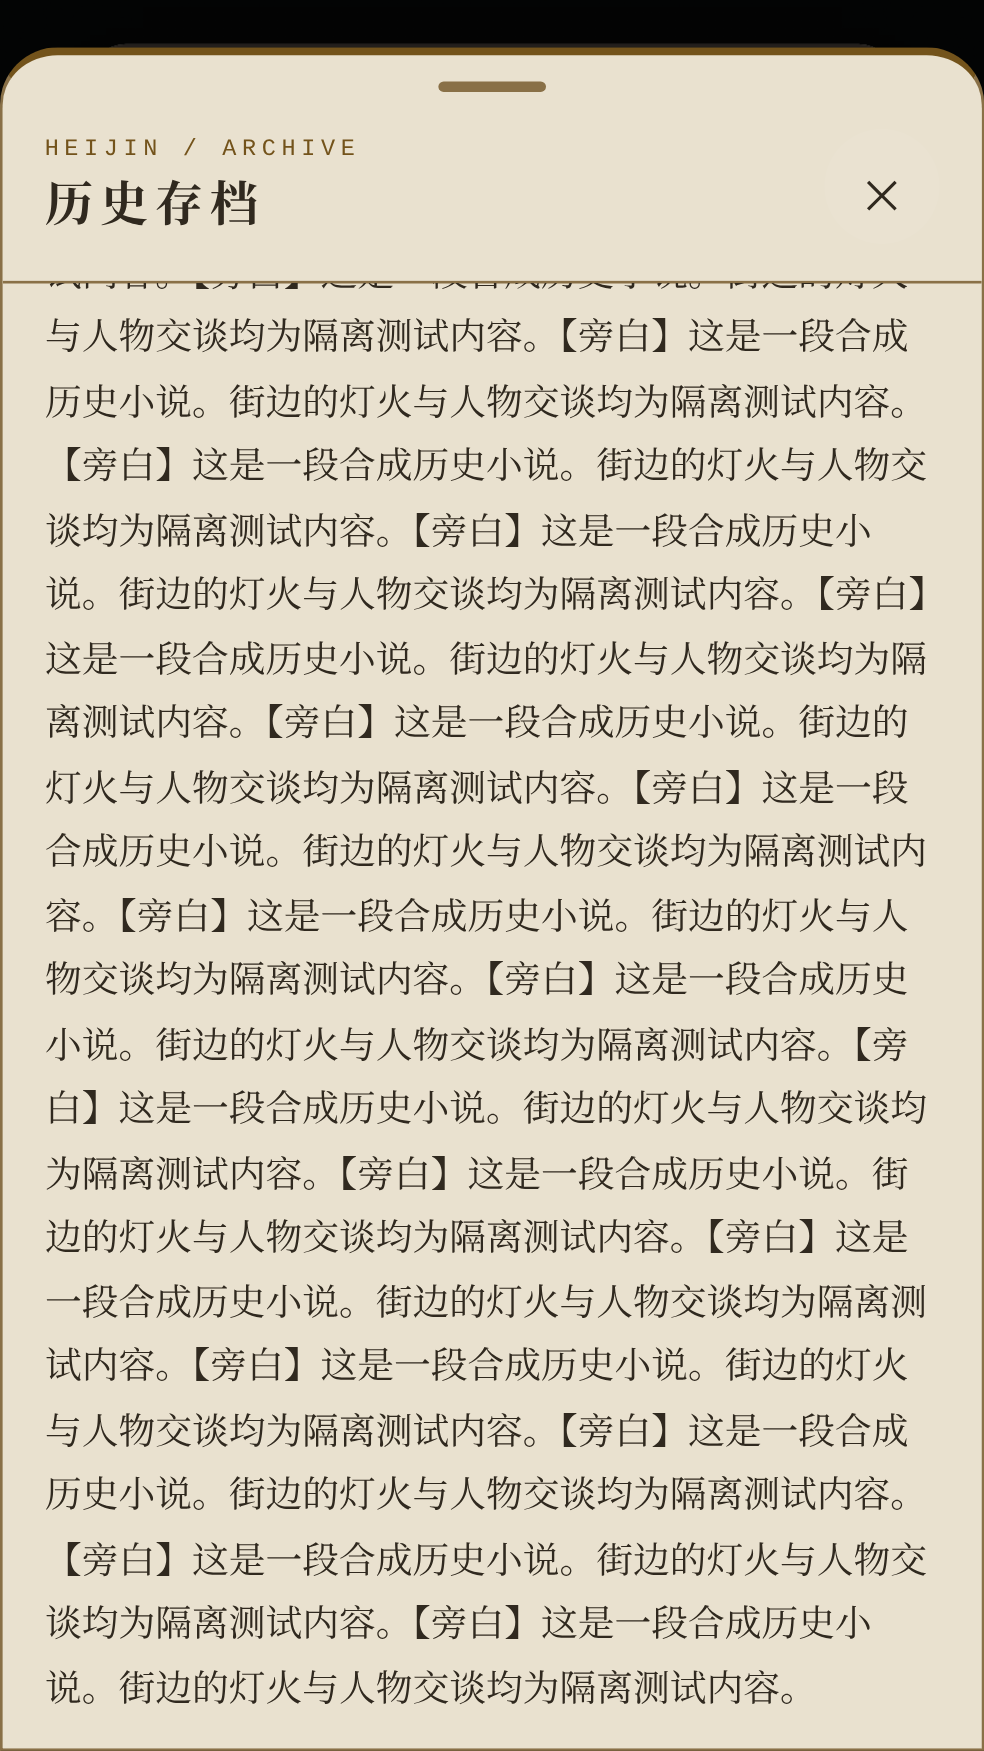 HEIJIN / ARCHIVE
历史存档
试内容。【旁白】这是一段合成历史小说。街边的灯火
与人物交谈均为隔离测试内容。【旁白】这是一段合成
历史小说。街边的灯火与人物交谈均为隔离测试内容。
【旁白】这是一段合成历史小说。街边的灯火与人物交
谈均为隔离测试内容。【旁白】这是一段合成历史小
说。街边的灯火与人物交谈均为隔离测试内容。【旁白】
这是一段合成历史小说。街边的灯火与人物交谈均为隔
离测试内容。【旁白】这是一段合成历史小说。街边的
灯火与人物交谈均为隔离测试内容。【旁白】这是一段
合成历史小说。街边的灯火与人物交谈均为隔离测试内
容。【旁白】这是一段合成历史小说。街边的灯火与人
物交谈均为隔离测试内容。【旁白】这是一段合成历史
小说。街边的灯火与人物交谈均为隔离测试内容。【旁
白】这是一段合成历史小说。街边的灯火与人物交谈均
为隔离测试内容。【旁白】这是一段合成历史小说。街
边的灯火与人物交谈均为隔离测试内容。【旁白】这是
一段合成历史小说。街边的灯火与人物交谈均为隔离测
试内容。【旁白】这是一段合成历史小说。街边的灯火
与人物交谈均为隔离测试内容。【旁白】这是一段合成
历史小说。街边的灯火与人物交谈均为隔离测试内容。
【旁白】这是一段合成历史小说。街边的灯火与人物交
谈均为隔离测试内容。【旁白】这是一段合成历史小
说。街边的灯火与人物交谈均为隔离测试内容。